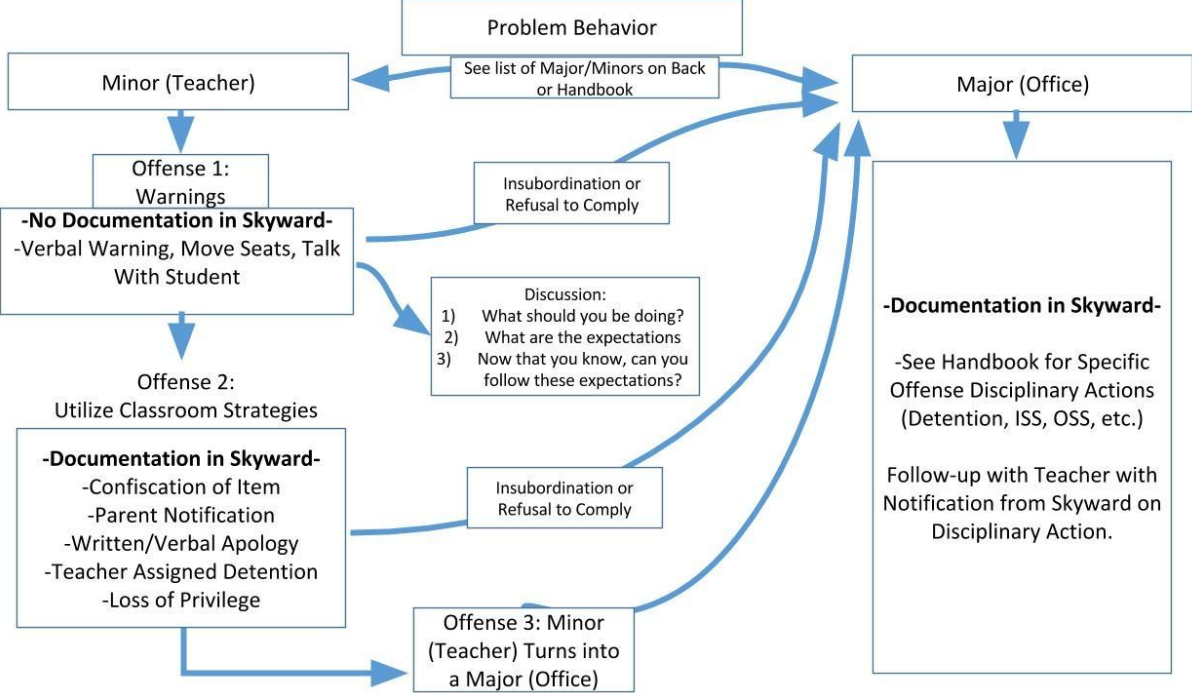 Problem Behavior
See list of Major/Minors on Back
or Handbook
Minor (Teacher)
Major (Office)
Offense 1:
Warnings
-No Documentation in Skyward-
-Verbal Warning, Move Seats, Talk
With Student
Insubordination or
Refusal to Comply
Discussion:
1) What should you be doing?
2) What are the expectations
3) Now that you know, can you
follow these expectations?
Offense 2:
Utilize Classroom Strategies
-Documentation in Skyward-
-Confiscation of Item
-Parent Notification
-Written/Verbal Apology
-Teacher Assigned Detention
-Loss of Privilege
Insubordination or
Refusal to Comply
Offense 3: Minor
(Teacher) Turns into
a Major (Office)
-Documentation in Skyward-
-See Handbook for Specific
Offense Disciplinary Actions
(Detention, ISS, OSS, etc.)
Follow-up with Teacher with
Notification from Skyward on
Disciplinary Action.